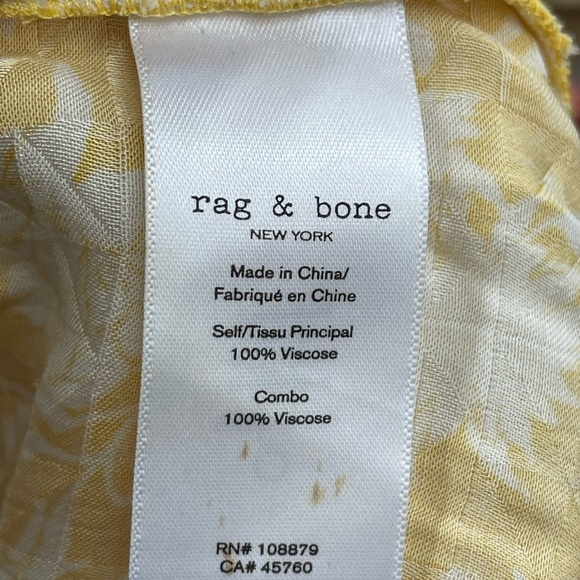 rag & bone
NEW YORK
Made in China/
Fabriqué en Chine
Self/Tissu Principal
100% Viscose
Combo
100% Viscose
RN# 108879
CA# 45760